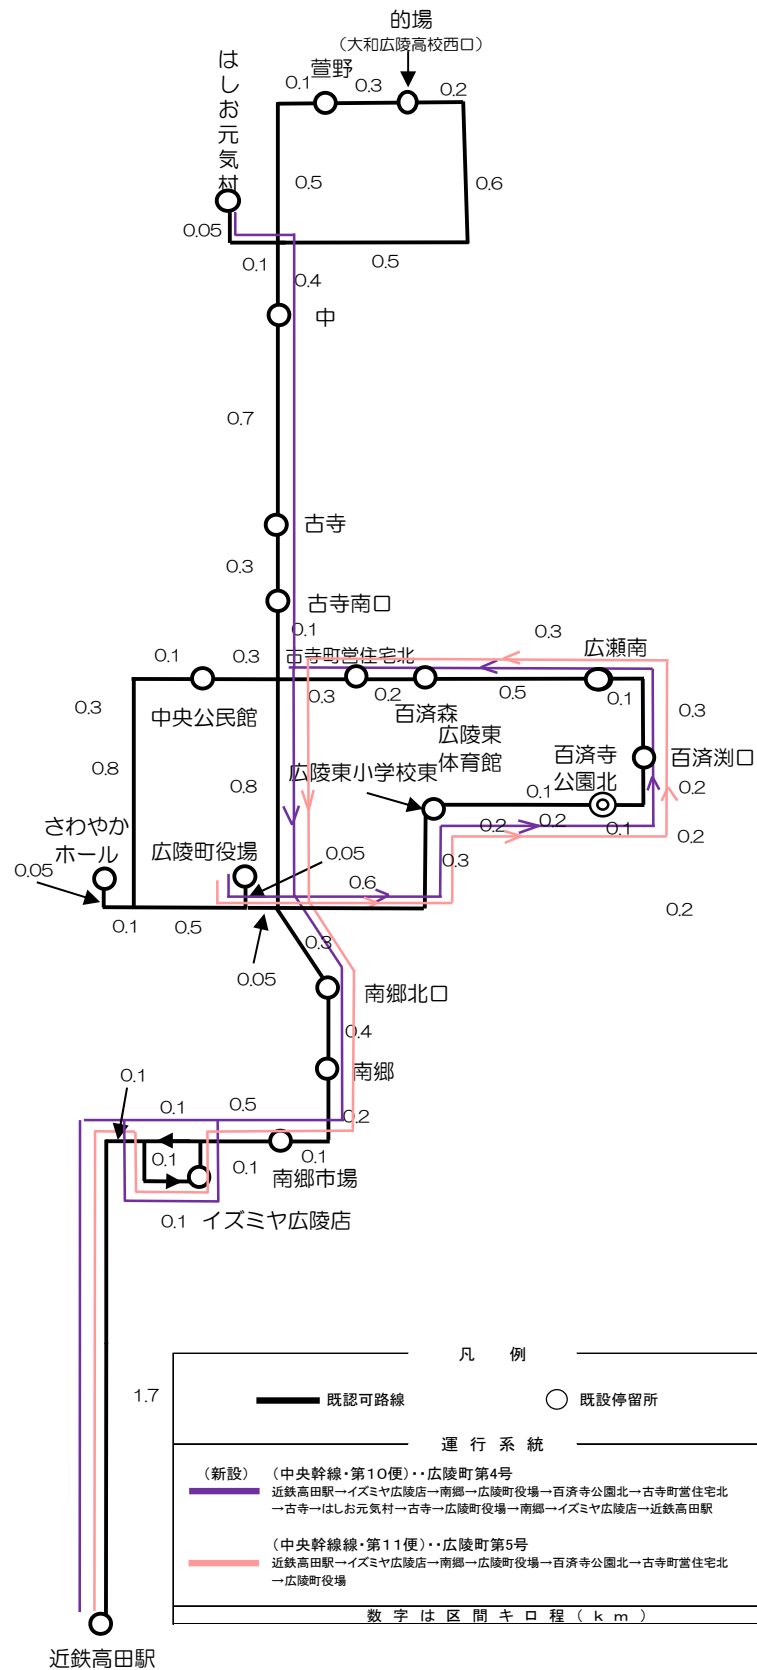 的場
（大和広陵高校西口）
はしお元気村
萱野
0.1
0.3
0.2
0.5
0.6
0.05
0.1
0.4
0.5
中
0.7
古寺
0.3
古寺南口
0.1
0.3
0.1
0.3
古寺町営住宅北
広瀬南
中央公民館
0.3
0.2
百済森
0.5
0.1
0.3
0.3
広陵東
体育館
百済寺
公園北
百済渕口
0.8
0.8
広陵東小学校東
0.1
0.2
さわやか
ホール
広陵町役場
0.2
0.2
0.1
0.2
0.05
0.05
0.3
0.6
0.2
0.1
0.5
0.3
0.05
南郷北口
0.4
南郷
0.1
0.1
0.5
0.2
0.1
0.1
0.1
南郷市場
0.1
イズミヤ広陵店
1.7
凡　例
既認可路線
既設停留所
運行系統
（新設）
（中央幹線・第１０便）・・広陵町第4号
近鉄高田駅→イズミヤ広陵店→南郷→広陵町役場→百済寺公園北→古寺町営住宅北
→古寺→はしお元気村→古寺→広陵町役場→南郷→イズミヤ広陵店→近鉄高田駅
（中央幹線線・第１１便）・・広陵町第5号
近鉄高田駅→イズミヤ広陵店→南郷→広陵町役場→百済寺公園北→古寺町営住宅北
→広陵町役場
数字は区間キロ程（ｋｍ）
近鉄高田駅